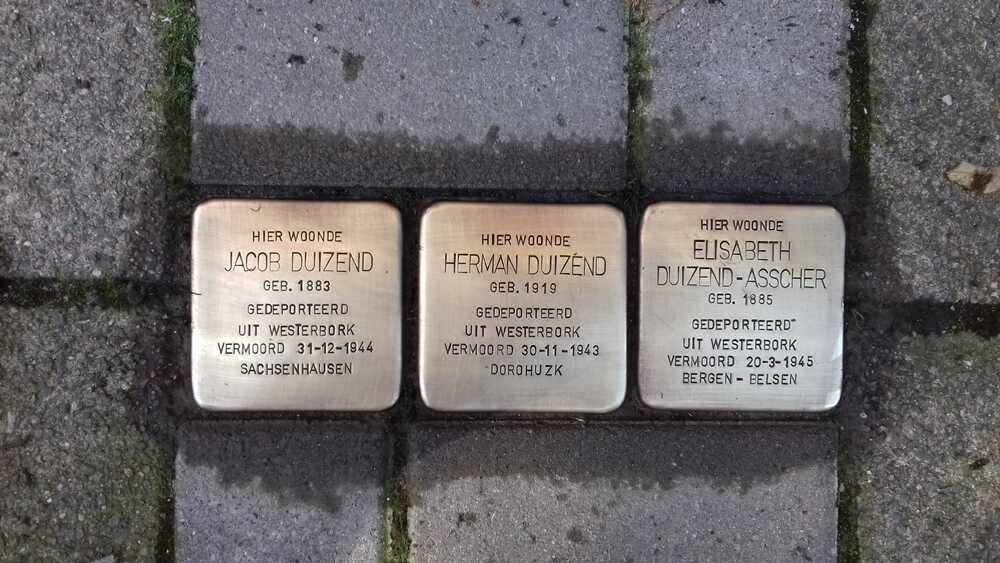 HIER WOONDE
JACOB DUIZEND
GEB. 1883
GEDEPORTEERD
UIT WESTERBORK
VERMOORD 31-12-1944
SACHSENHAUSEN
HIER WOONDE
HERMAN DUIZEND
GEB. 1919
GEDEPORTEERD
UIT WESTERBORK
VERMOORD 30-11-1943
DOROHUZK
HIER WOONDE
ELISABETH
DUIZEND-ASSCHER
GEB. 1885
GEDEPORTEERD
UIT WESTERBORK
VERMOORD 20-3-1945
BERGEN - BELSEN